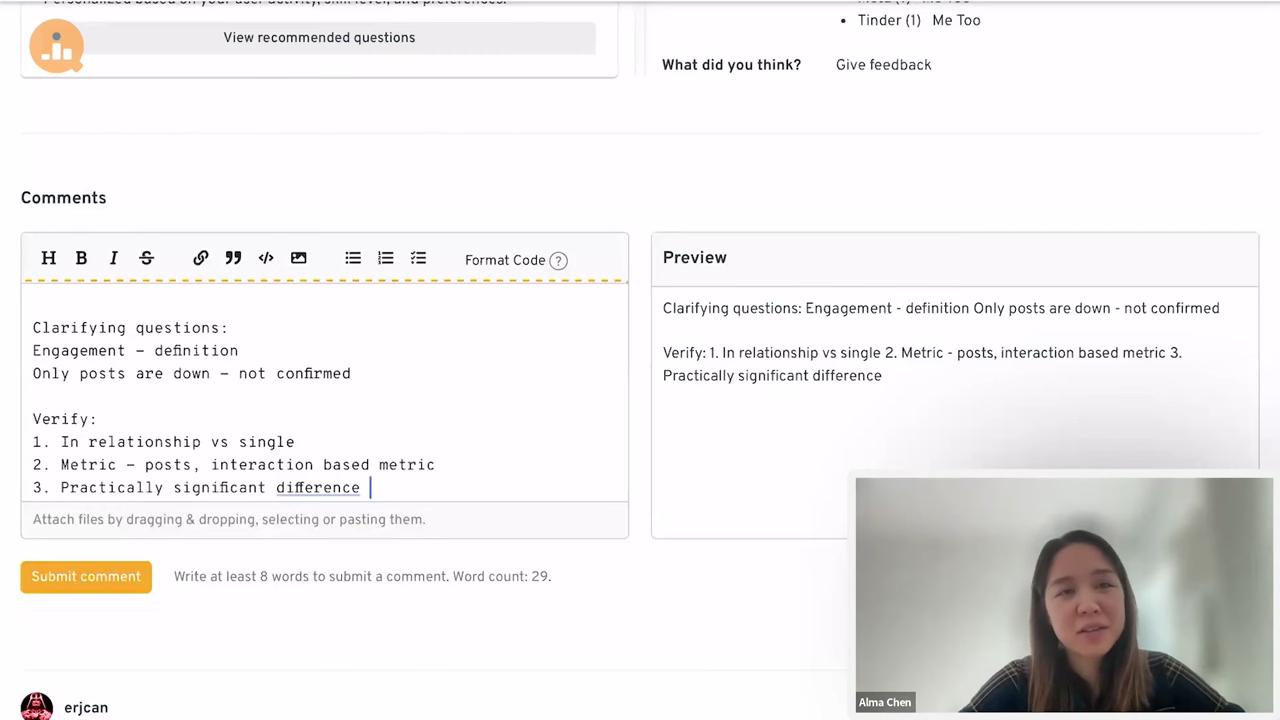 View recommended questions
• Tinder (1) Me Too
What did you think? Give feedback
Comments
H B I S Format Code ?
Clarifying questions:
Engagement – definition
Only posts are down – not confirmed
Verify:
1. In relationship vs single
2. Metric – posts, interaction based metric
3. Practically significant difference
Attach files by dragging & dropping, selecting or pasting them.
Preview
Clarifying questions: Engagement - definition Only posts are down - not confirmed
Verify: 1. In relationship vs single 2. Metric - posts, interaction based metric 3.
Practically significant difference
Submit comment Write at least 8 words to submit a comment. Word count: 29.
erjcan
Alma Chen